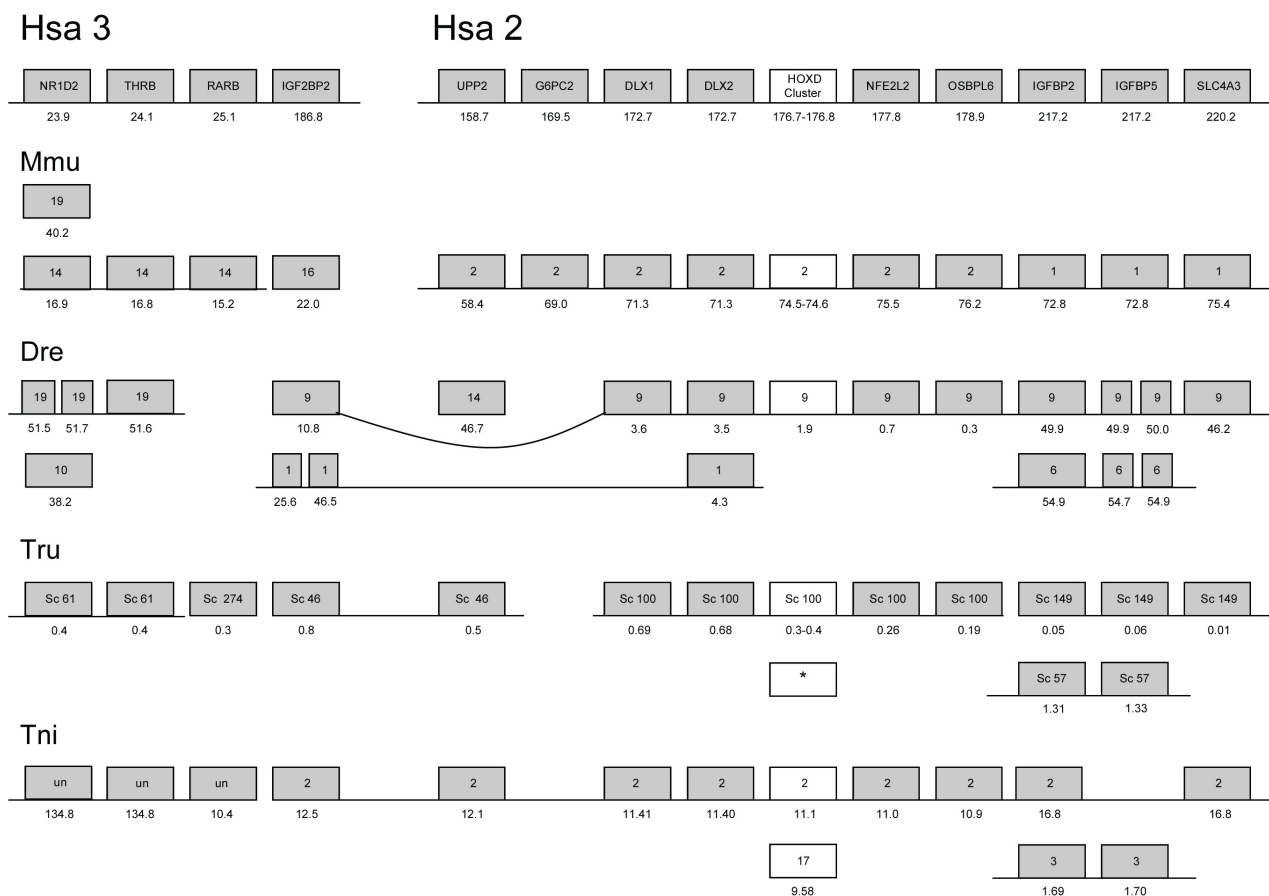 Hsa 3 Hsa 2
NR1D2 THRB RARB IGF2BP2 UPP2 G6PC2 DLX1 DLX2 HOXD Cluster NFE2L2 OSBPL6 IGFBP2 IGFBP5 SLC4A3
23.9 24.1 25.1 186.8 158.7 169.5 172.7 172.7 176.7-176.8 177.8 178.9 217.2 217.2 220.2
Mmu
19
40.2
14 14 14 16 2 2 2 2 2 2 2 1 1 1
16.9 16.8 15.2 22.0 58.4 69.0 71.3 71.3 74.5-74.6 75.5 76.2 72.8 72.8 75.4
Dre
19 19 19 9 14 9 9 9 9 9 9 9 9 9
51.5 51.7 51.6 10.8 46.7 3.6 3.5 1.9 0.7 0.3 49.9 49.9 50.0 46.2
10 1 1 1 6 6 6
38.2 25.6 46.5 4.3 54.9 54.7 54.9
Tru
Sc 61 Sc 61 Sc 274 Sc 46 Sc 46 Sc 100 Sc 100 Sc 100 Sc 100 Sc 100 Sc 149 Sc 149 Sc 149
0.4 0.4 0.3 0.8 0.5 0.69 0.68 0.3-0.4 0.26 0.19 0.05 0.06 0.01
* Sc 57 Sc 57
1.31 1.33
Tni
un un un 2 2 2 2 2 2 2 2 2
134.8 134.8 10.4 12.5 12.1 11.41 11.40 11.1 11.0 10.9 16.8 16.8
17 3 3
9.58 1.69 1.70